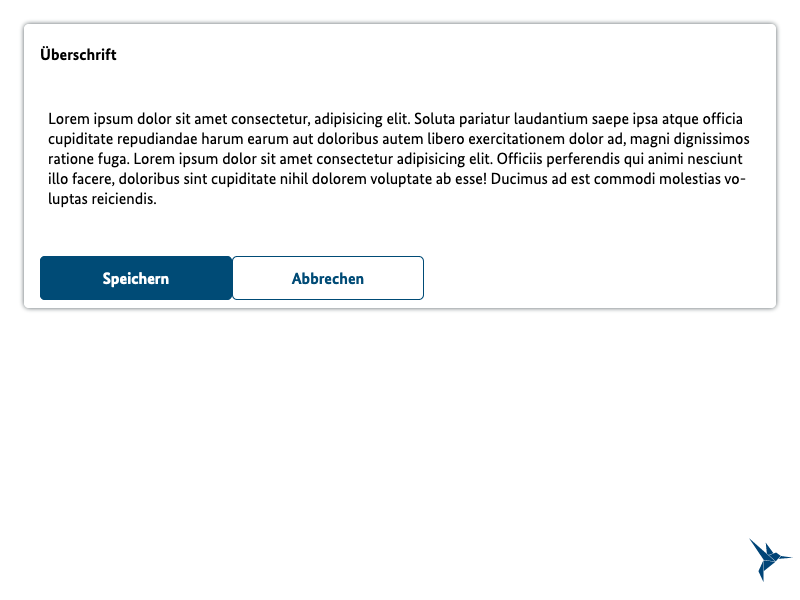 Überschrift
Lorem ipsum dolor sit amet consectetur, adipisicing elit. Soluta pariatur laudantium saepe ipsa atque officia
cupiditate repudiandae harum earum aut doloribus autem libero exercitationem dolor ad, magni dignissimos
ratione fuga. Lorem ipsum dolor sit amet consectetur adipisicing elit. Officiis perferendis qui animi nesciunt
illo facere, doloribus sint cupiditate nihil dolorem voluptate ab esse! Ducimus ad est commodi molestias vo-
luptas reiciendis.
Speichern
Abbrechen